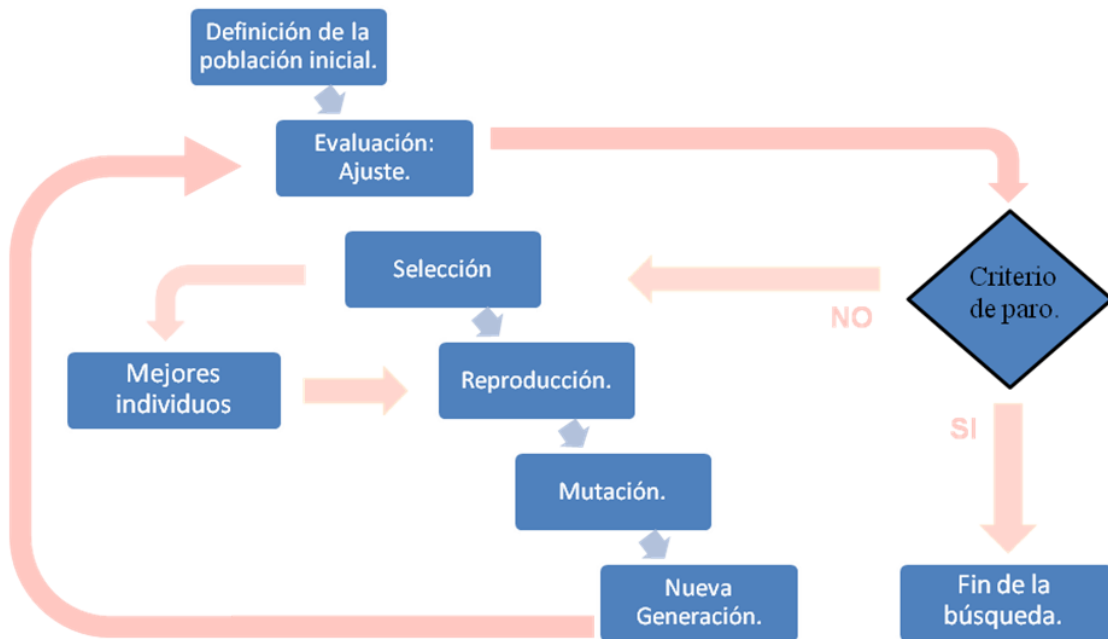 Definición de la
población inicial.
Evaluación:
Ajuste.
Selección
Criterio
de paro.
NO
Mejores
individuos
Reproducción.
SI
Mutación.
Nueva
Generación.
Fin de la
búsqueda.